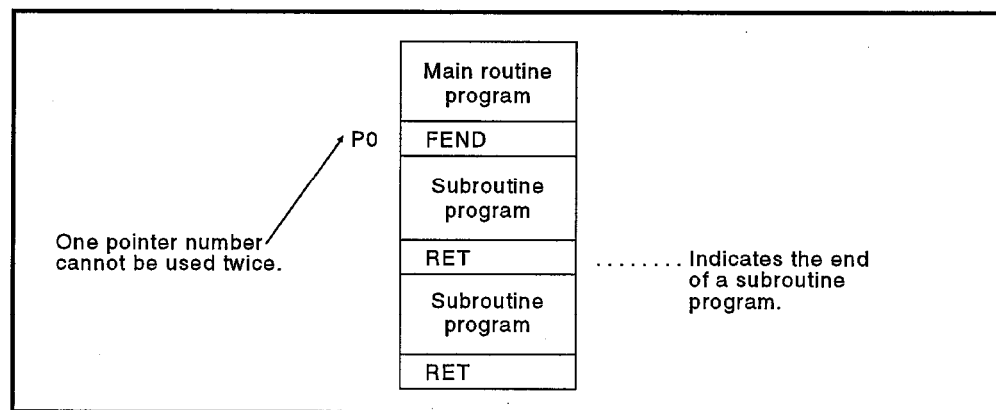 Main routine
program
P0
FEND
Subroutine
program
One pointer number
cannot be used twice.
RET
........ Indicates the end
of a subroutine
program.
Subroutine
program
RET